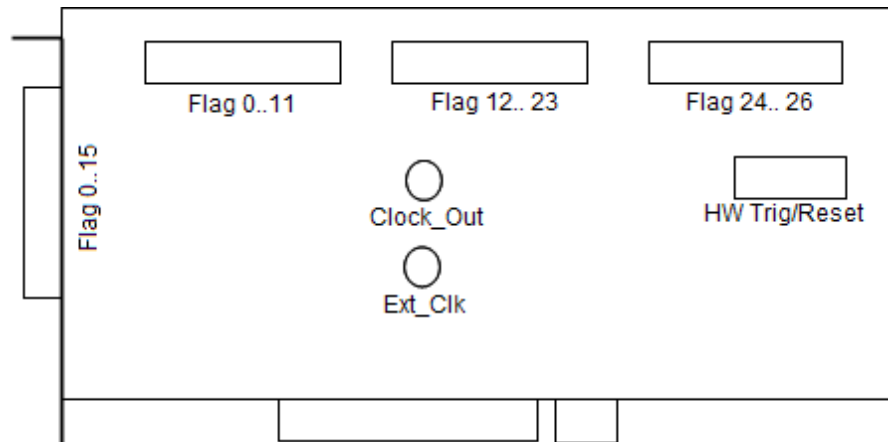 Flag 0..11
Flag 12.. 23
Flag 24.. 26
Flag 0..15
Clock_Out
HW Trig/Reset
Ext_Clk